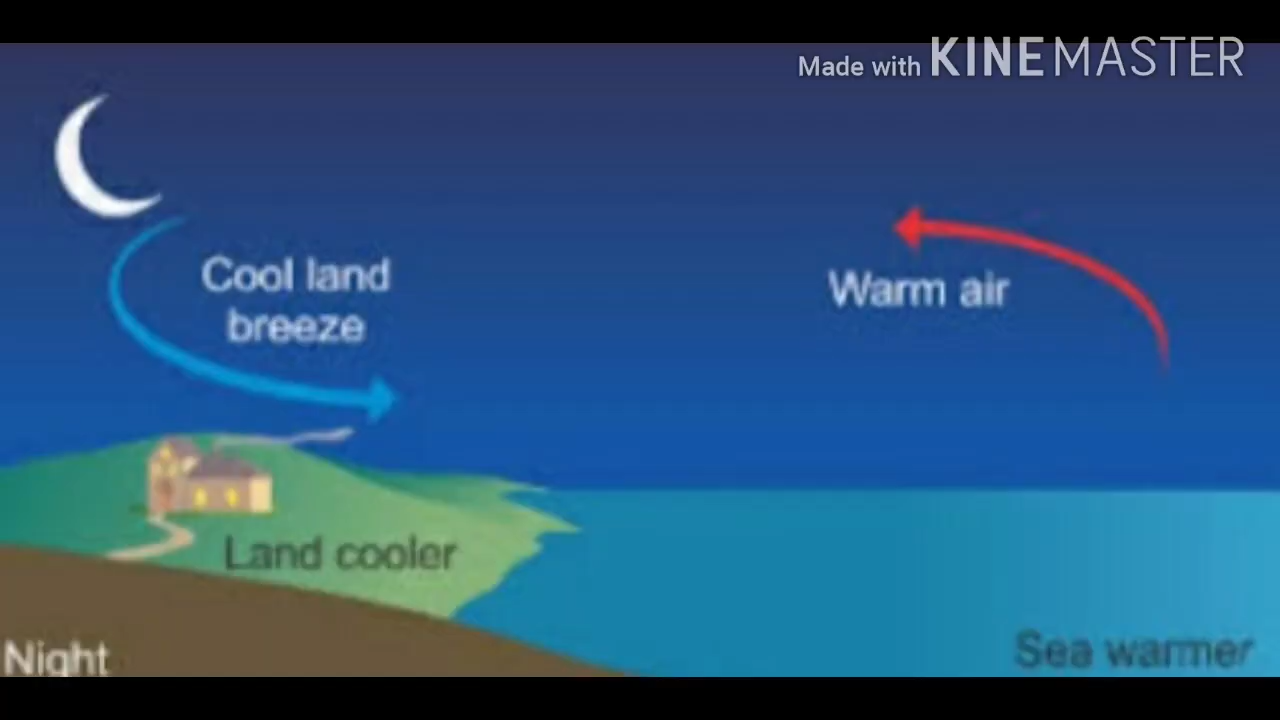 Made with KINEMASTER
Cool land
breeze
Warm air
Land cooler
Sea warmer
Night